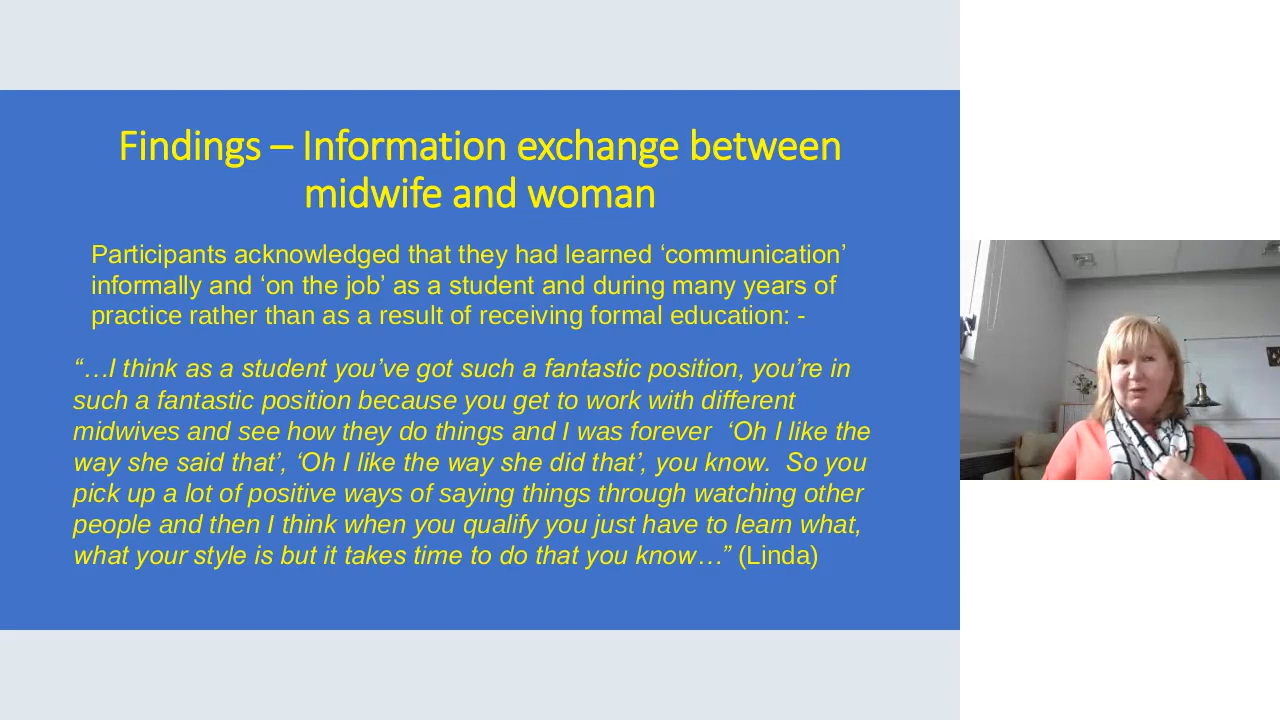 Findings – Information exchange between
midwife and woman
Participants acknowledged that they had learned ‘communication’
informally and ‘on the job’ as a student and during many years of
practice rather than as a result of receiving formal education: -
“…I think as a student you’ve got such a fantastic position, you’re in
such a fantastic position because you get to work with different
midwives and see how they do things and I was forever  ‘Oh I like the
way she said that’, ‘Oh I like the way she did that’, you know.  So you
pick up a lot of positive ways of saying things through watching other
people and then I think when you qualify you just have to learn what,
what your style is but it takes time to do that you know…” (Linda)